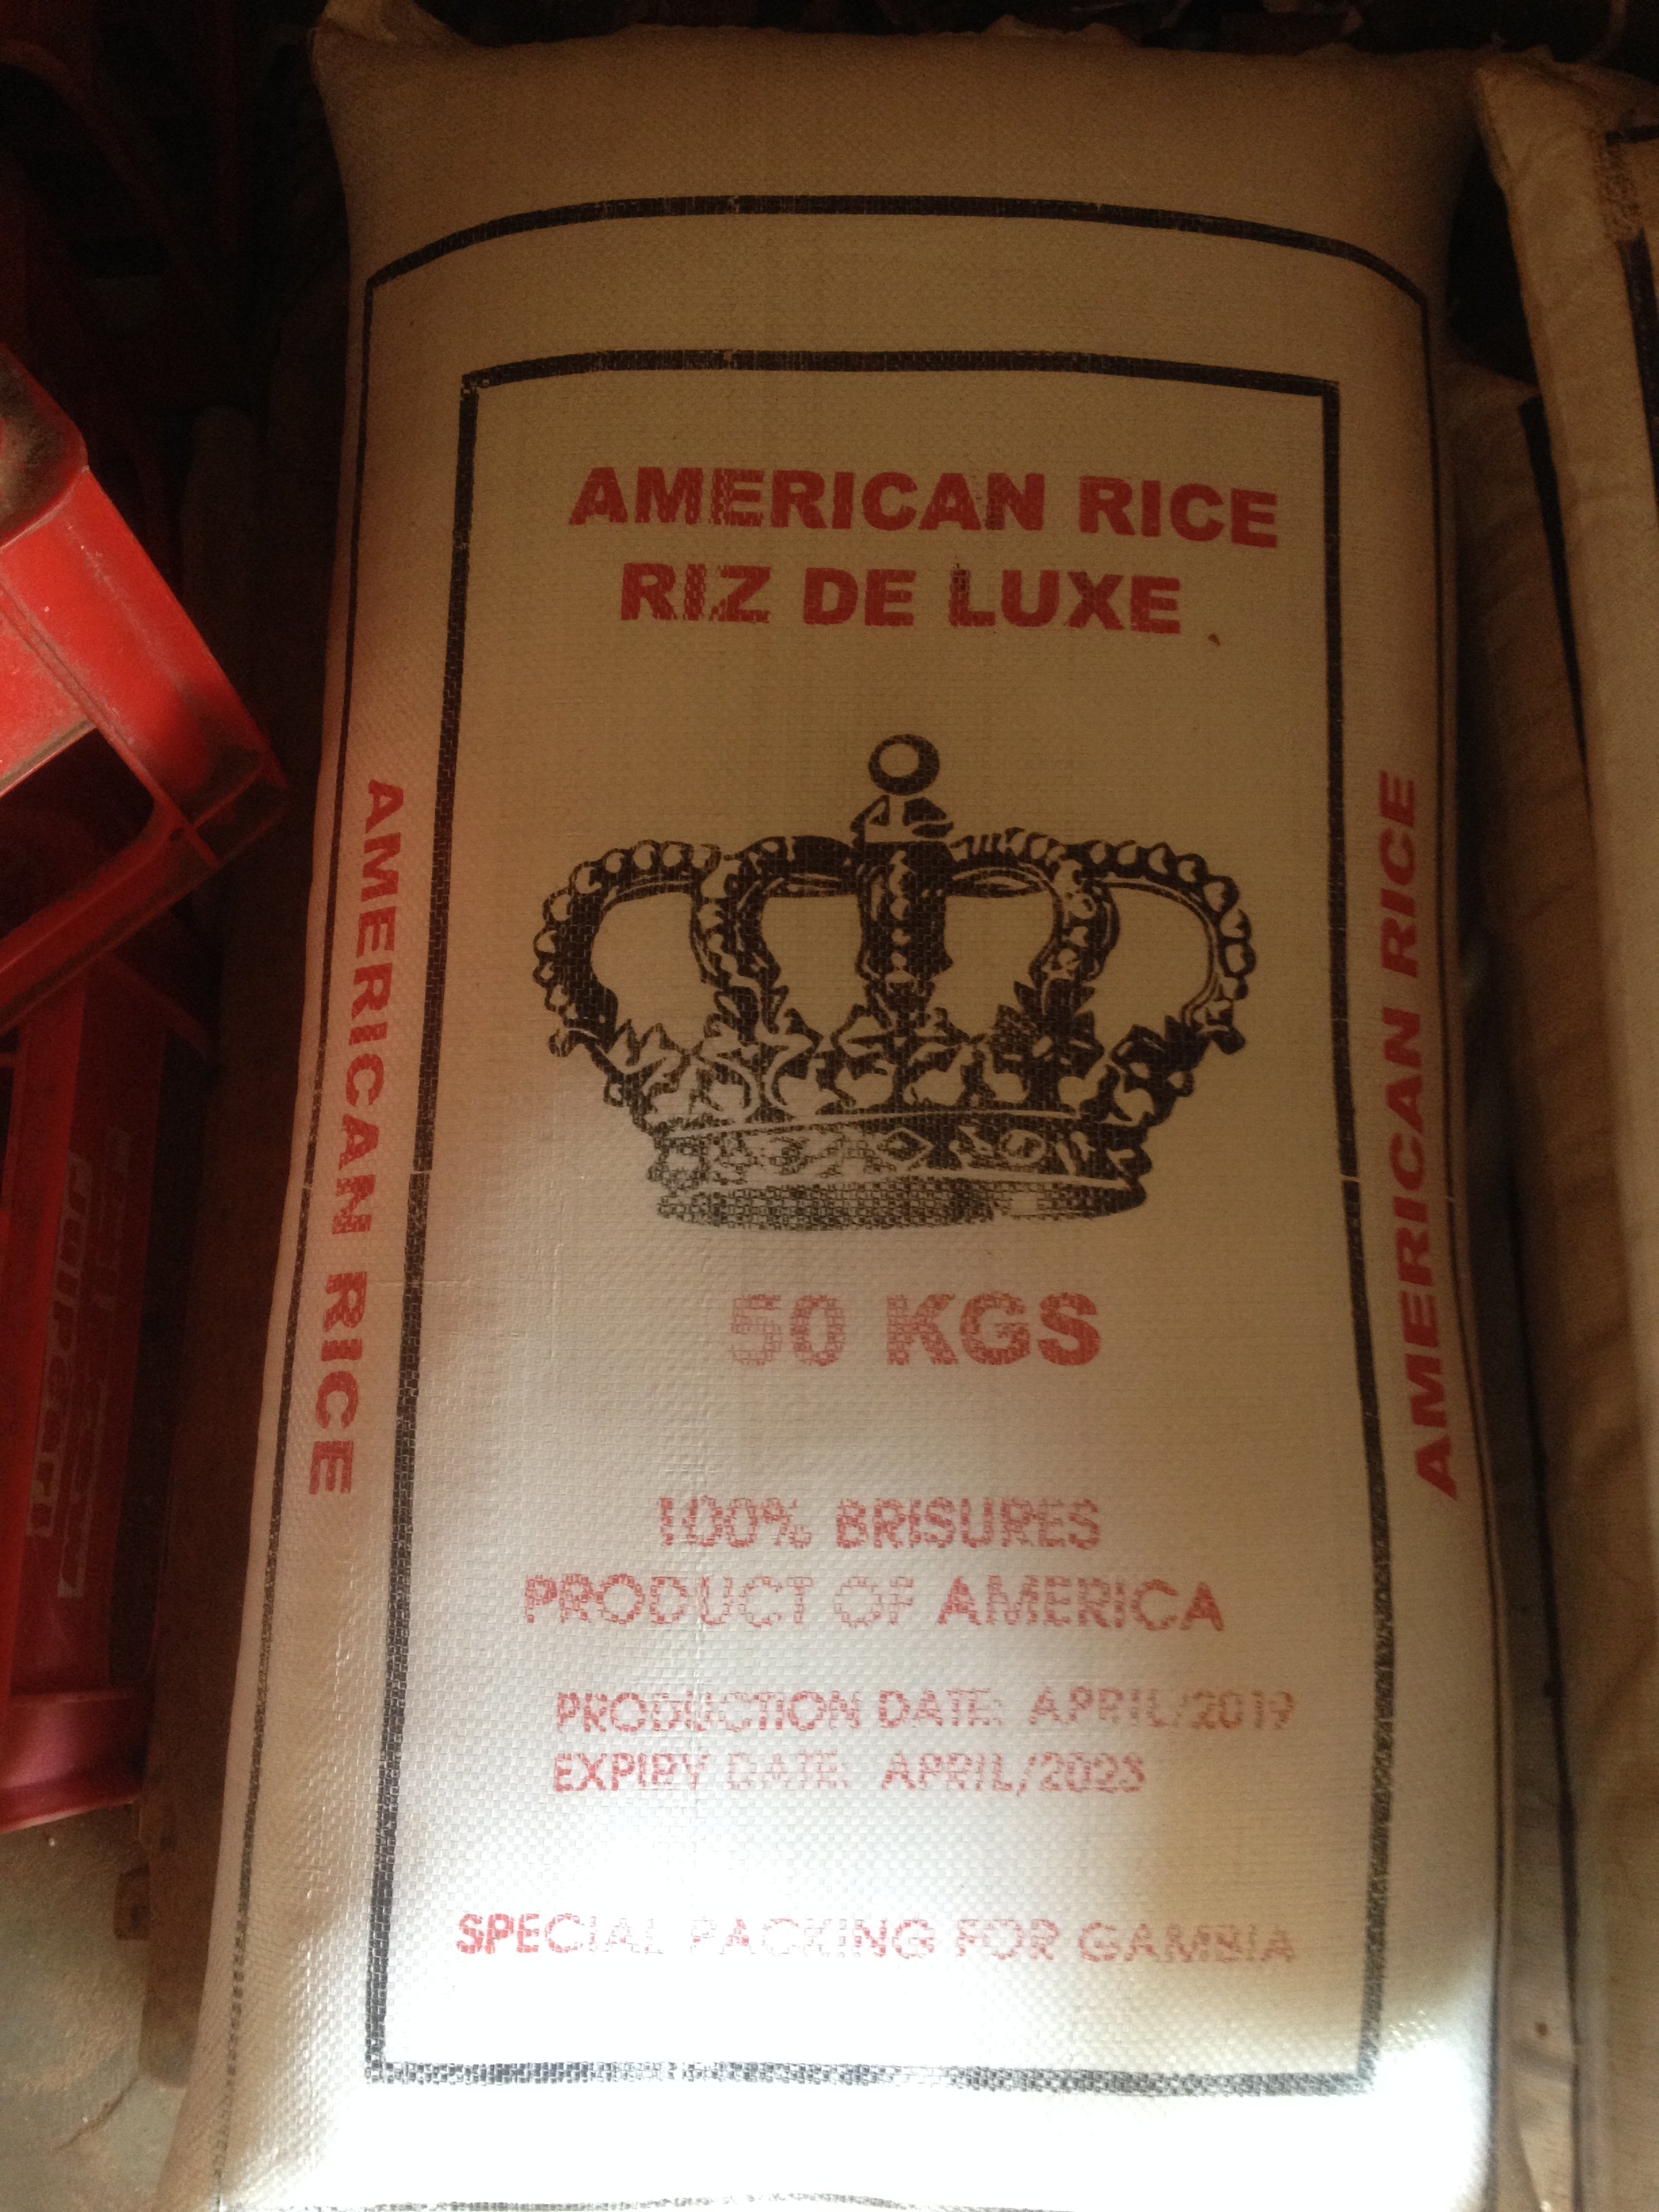 AMERICAN RICE
RIZ DE LUXE
AMERICAN RICE
AMERICAN RICE
50 KGS
100% BRISURES
PRODUCT OF AMERICA
PRODUCTION DATE: APRIL/2019
EXPIRY DATE: APRIL/2023
SPECIAL PACKING FOR GAMBIA